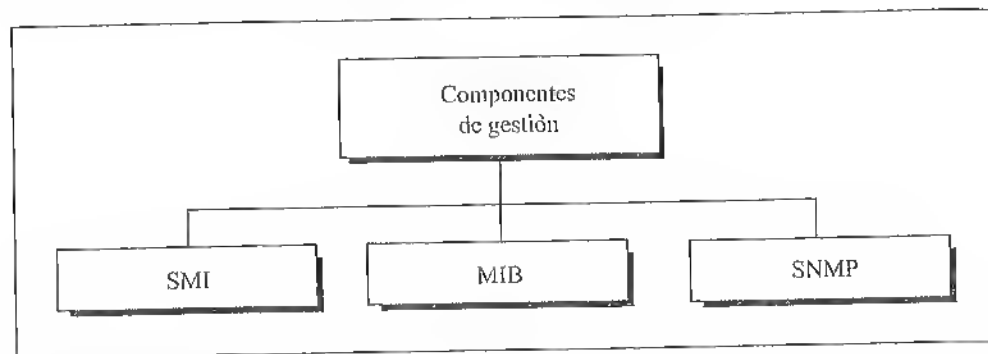 Componentes
de gestión
SMI
MIB
SNMP